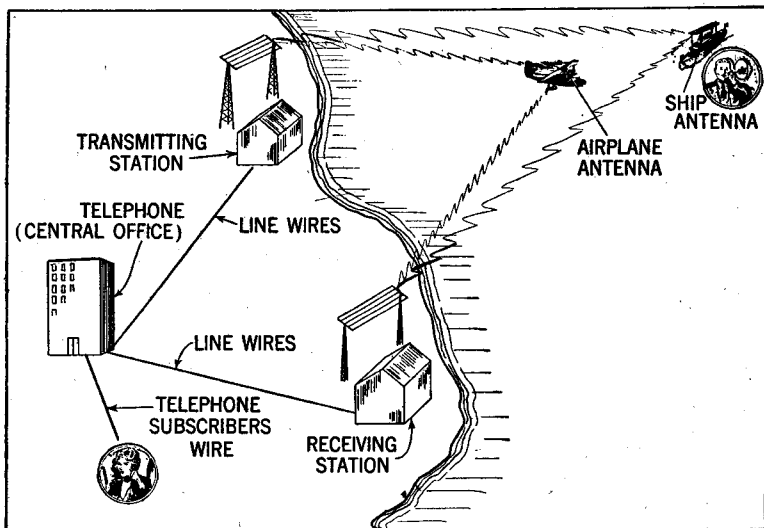 TRANSMITTING
STATION
TELEPHONE
(CENTRAL OFFICE)
LINE WIRES
LINE WIRES
TELEPHONE
SUBSCRIBERS
WIRE
RECEIVING
STATION
AIRPLANE
ANTENNA
SHIP
ANTENNA